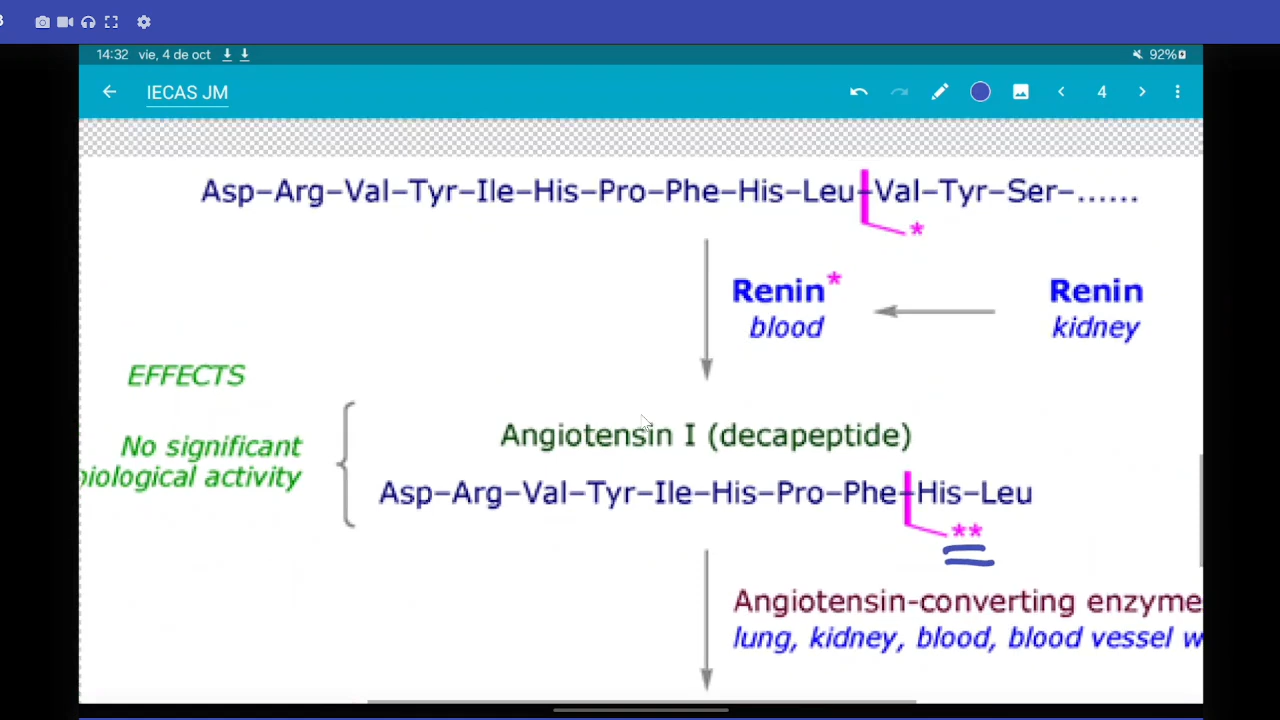 14:32 vie, 4 de oct 92%
IECAS JM 4
Asp–Arg–Val–Tyr–Ile–His–Pro–Phe–His–Leu–Val–Tyr–Ser–......
*
Renin* Renin
blood kidney
EFFECTS
Angiotensin I (decapeptide)
No significant
biological activity
Asp–Arg–Val–Tyr–Ile–His–Pro–Phe–His–Leu
**
Angiotensin-converting enzyme
lung, kidney, blood, blood vessel w